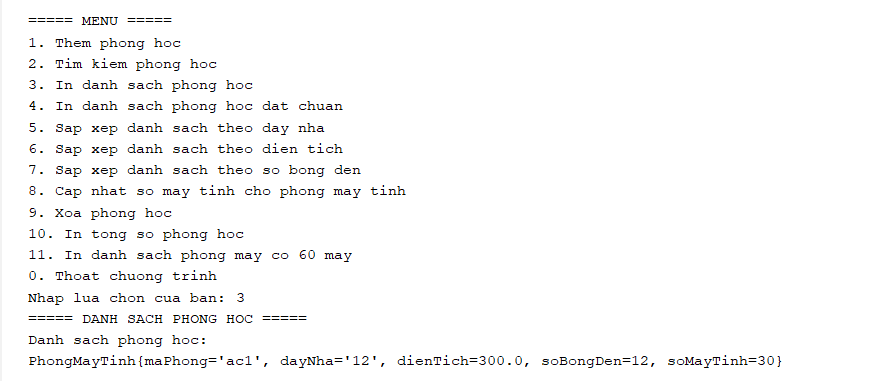 ===== MENU =====
1. Them phong hoc
2. Tim kiem phong hoc
3. In danh sach phong hoc
4. In danh sach phong hoc dat chuan
5. Sap xep danh sach theo day nha
6. Sap xep danh sach theo dien tich
7. Sap xep danh sach theo so bong den
8. Cap nhat so may tinh cho phong may tinh
9. Xoa phong hoc
10. In tong so phong hoc
11. In danh sach phong may co 60 may
0. Thoat chuong trinh
Nhap lua chon cua ban: 3
===== DANH SACH PHONG HOC =====
Danh sach phong hoc:
PhongMayTinh{maPhong='ac1', dayNha='12', dienTich=300.0, soBongDen=12, soMayTinh=30}